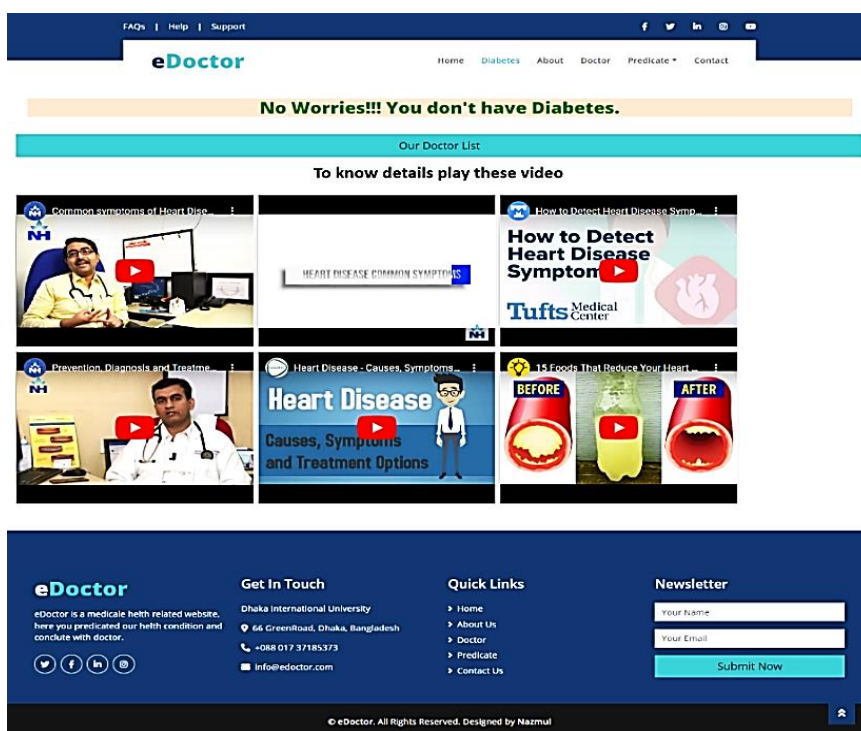 FAQs | Help | Support
eDoctor
Home Diabetes About Doctor Predicate Contact
No Worries!!! You don't have Diabetes.
Our Doctor List
To know details play these video
Common symptoms of Heart Dise...
NH
HEART DISEASE COMMON SYMPTOMS
NH
How to Detect Heart Disease Symp...
How to Detect
Heart Disease
Symptom
Tufts Medical
Center
Prevention, Diagnosis and Treatme...
NH
Heart Disease - Causes, Symptoms...
Heart Disease
Causes, Symptoms
and Treatment Options
15 Foods That Reduce Your Heart ...
BEFORE
AFTER
eDoctor
eDoctor is a medicale helth related website,
here you predicated our helth condition and
conclute with doctor.
Get In Touch
Dhaka International University
66 GreenRoad, Dhaka, Bangladesh
+088 017 37185373
info@edoctor.com
Quick Links
Home
About Us
Doctor
Predicate
Contact Us
Newsletter
Your Name
Your Email
Submit Now
© eDoctor. All Rights Reserved. Designed by Nazmul